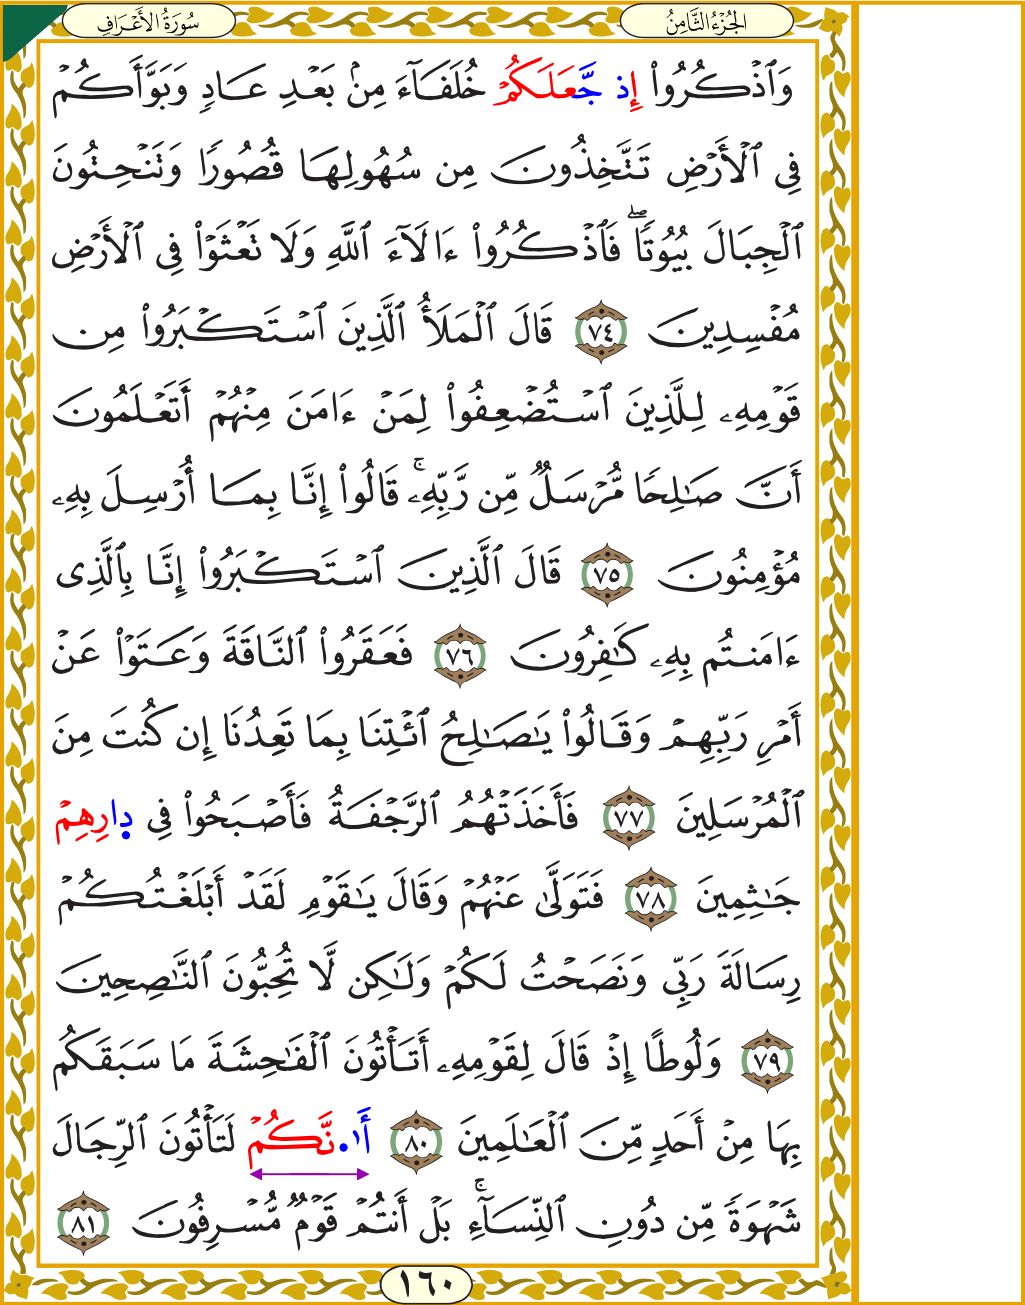 سُورَةُ الأَعْرَافِ
الجُزْءُ الثَّامِنُ
وَٱذۡكُرُواْ إِذ جَّعَلَكُمۡ خُلَفَآءَ مِنۢ بَعۡدِ عَادٖ وَبَوَّأَكُمۡ
فِي ٱلۡأَرۡضِ تَتَّخِذُونَ مِن سُهُولِهَا قُصُورٗا وَتَنۡحِتُونَ
ٱلۡجِبَالَ بُيُوتٗاۖ فَٱذۡكُرُواْ ءَالَآءَ ٱللَّهِ وَلَا تَعۡثَوۡاْ فِي ٱلۡأَرۡضِ
مُفۡسِدِينَ ٧٤ قَالَ ٱلۡمَلَأُ ٱلَّذِينَ ٱسۡتَكۡبَرُواْ مِن
قَوۡمِهِۦ لِلَّذِينَ ٱسۡتُضۡعِفُواْ لِمَنۡ ءَامَنَ مِنۡهُمۡ أَتَعۡلَمُونَ
أَنَّ صَٰلِحٗا مُّرۡسَلٞ مِّن رَّبِّهِۦۚ قَالُواْ إِنَّا بِمَا أُرۡسِلَ بِهِۦ
مُؤۡمِنُونَ ٧٥ قَالَ ٱلَّذِينَ ٱسۡتَكۡبَرُواْ إِنَّا بِٱلَّذِي
ءَامَنتُم بِهِۦ كَٰفِرُونَ ٧٦ فَعَقَرُواْ ٱلنَّاقَةَ وَعَتَوۡاْ عَنۡ
أَمۡرِ رَبِّهِمۡ وَقَالُواْ يَٰصَٰلِحُ ٱئۡتِنَا بِمَا تَعِدُنَا إِن كُنتَ مِنَ
ٱلۡمُرۡسَلِينَ ٧٧ فَأَخَذَتۡهُمُ ٱلرَّجۡفَةُ فَأَصۡبَحُواْ فِي دِارِهِمۡ
جَٰثِمِينَ ٧٨ فَتَوَلَّىٰ عَنۡهُمۡ وَقَالَ يَٰقَوۡمِ لَقَدۡ أَبۡلَغۡتُكُمۡ
رِسَالَةَ رَبِّي وَنَصَحۡتُ لَكُمۡ وَلَٰكِن لَّا تُحِبُّونَ ٱلنَّٰصِحِينَ
٧٩ وَلُوطًا إِذۡ قَالَ لِقَوۡمِهِۦ أَتَأۡتُونَ ٱلۡفَٰحِشَةَ مَا سَبَقَكُم
بِهَا مِنۡ أَحَدٖ مِّنَ ٱلۡعَٰلَمِينَ ٨٠ أَا۬نَّكُمۡ لَتَأۡتُونَ ٱلرِّجَالَ
شَهۡوَةٗ مِّن دُونِ ٱلنِّسَآءِۚ بَلۡ أَنتُمۡ قَوۡمٞ مُّسۡرِفُونَ ٨١
١٦٠